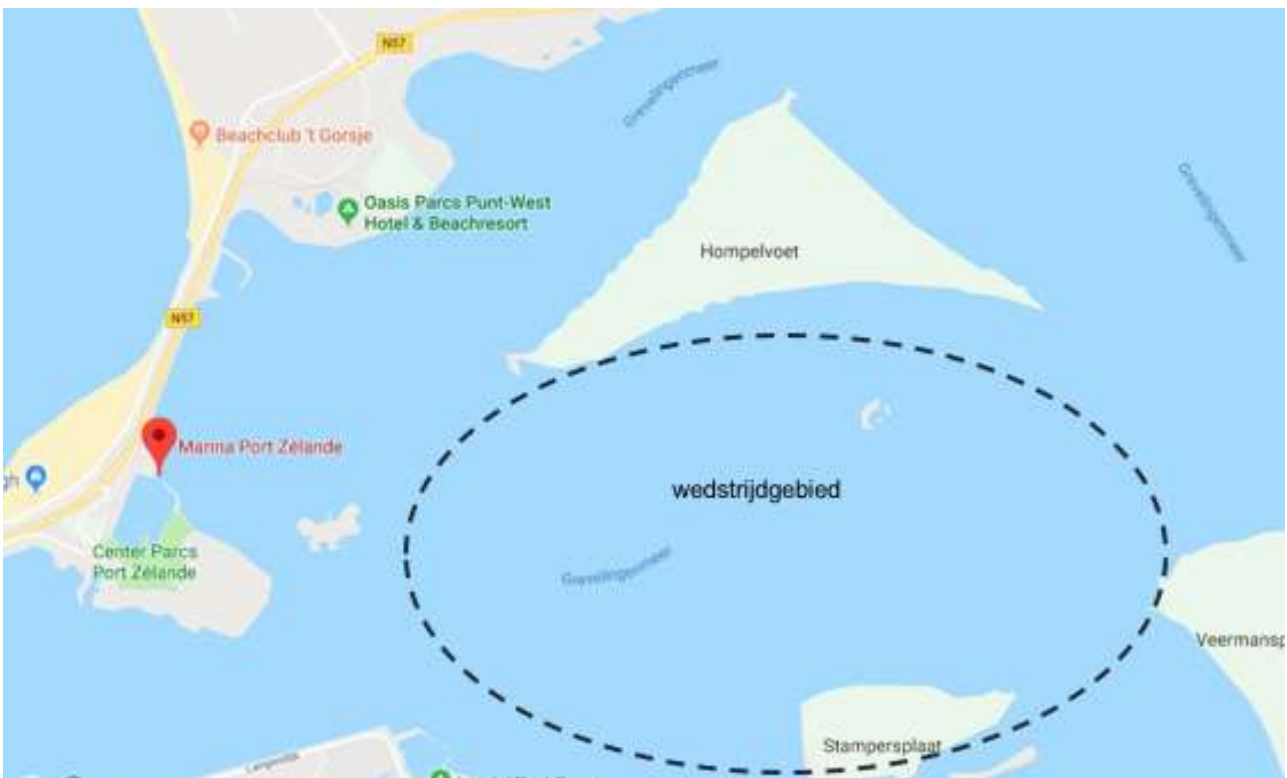 N57
Grevelingenmeer
Beachclub 't Gorsje
Oasis Parcs Punt-West
Hotel & Beachresort
Grevelingenmeer
Hompelvoet
N57
Marina Port Zélande
gh
wedstrijdgebied
Center Parcs
Port Zélande
Grevelingenmeer
Veermansp
Stampersplaat